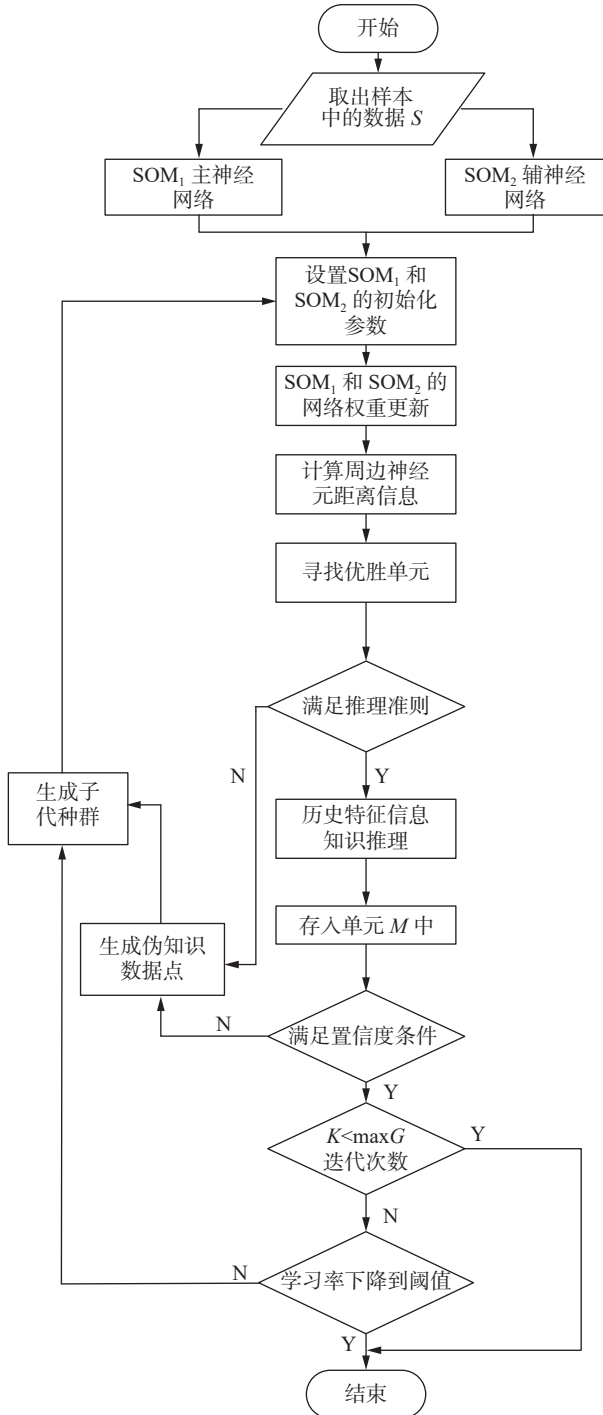 开始
取出样本
中的数据 S
SOM₁ 主神经
网络
SOM₂ 辅神经
网络
设置SOM₁ 和
SOM₂ 的初始化
参数
SOM₁ 和 SOM₂ 的
网络权重更新
计算周边神经
元距离信息
寻找优胜单元
满足推理准则
N
Y
生成子
代种群
历史特征信息
知识推理
存入单元 M 中
生成伪知识
数据点
N
满足置信度条件
Y
K<maxG
迭代次数
Y
N
N
学习率下降到阈值
Y
结束